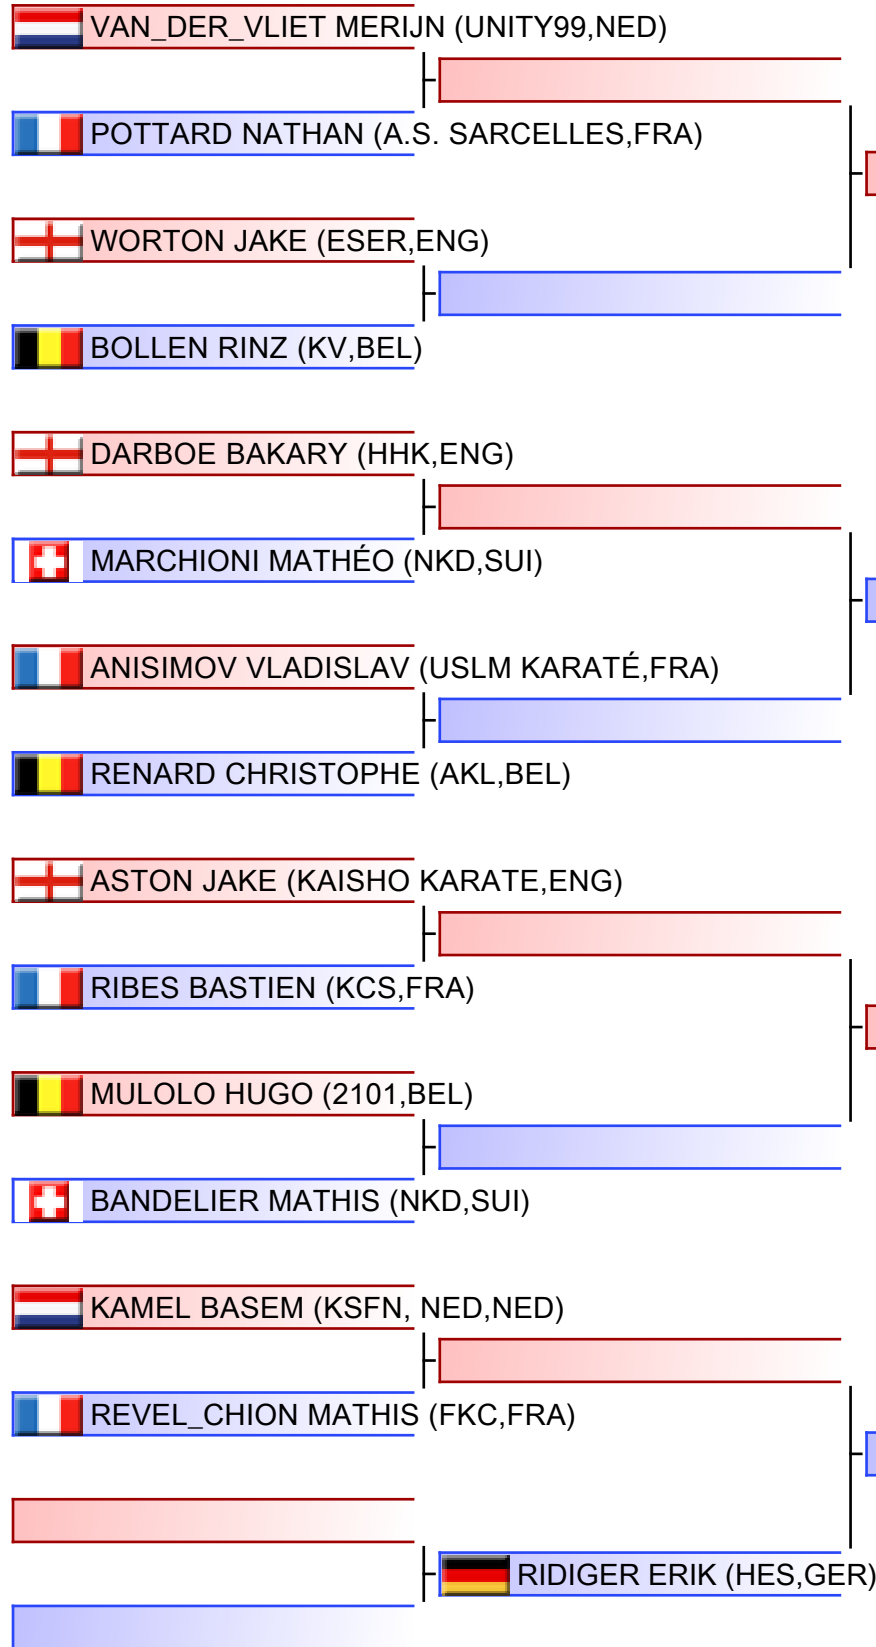 VAN_DER_VLIET MERIJN (UNITY99,NED)
POTTARD NATHAN (A.S. SARCELLES,FRA)
WORTON JAKE (ESER,ENG)
BOLLEN RINZ (KV,BEL)
DARBOE BAKARY (HHK,ENG)
MARCHIONI MATHÉO (NKD,SUI)
ANISIMOV VLADISLAV (USLM KARATÉ,FRA)
RENARD CHRISTOPHE (AKL,BEL)
ASTON JAKE (KAISHO KARATE,ENG)
RIBES BASTIEN (KCS,FRA)
MULOLO HUGO (2101,BEL)
BANDELIER MATHIS (NKD,SUI)
KAMEL BASEM (KSFN, NED,NED)
REVEL_CHION MATHIS (FKC,FRA)
RIDIGER ERIK (HES,GER)